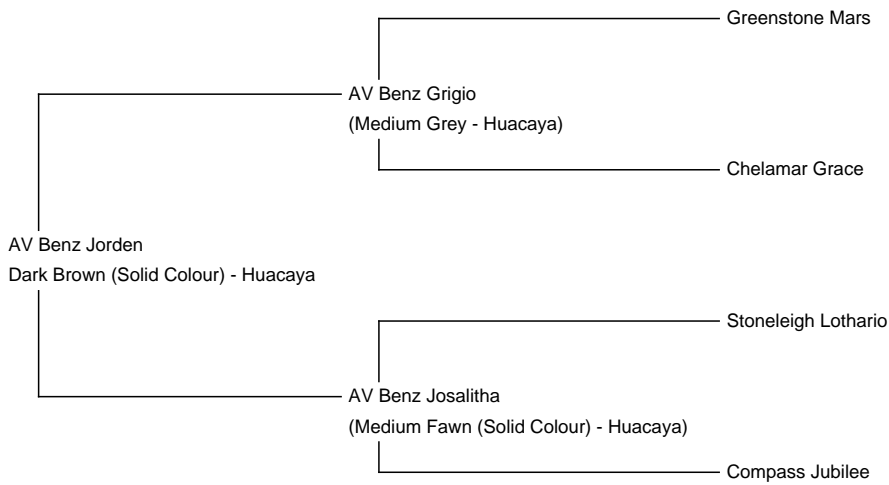 Greenstone Mars
AV Benz Grigio
(Medium Grey - Huacaya)
Chelamar Grace
AV Benz Jorden
Dark Brown (Solid Colour) - Huacaya
Stoneleigh Lothario
AV Benz Josalitha
(Medium Fawn (Solid Colour) - Huacaya)
Compass Jubilee